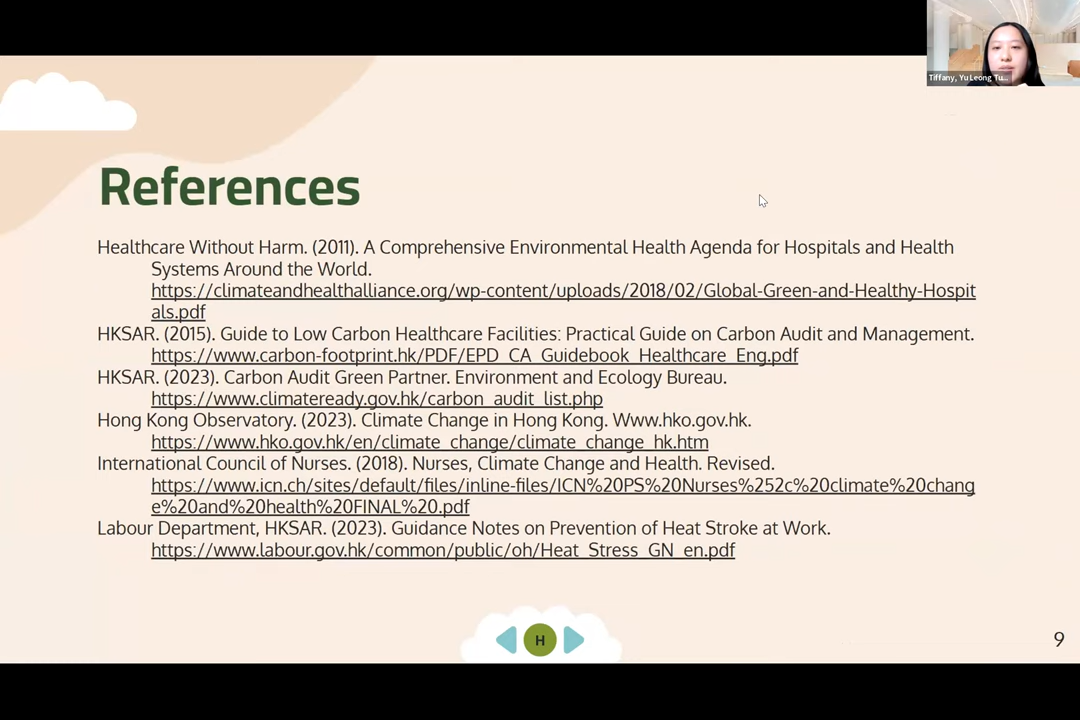 Tiffany, Yu Leong Tu...
References
Healthcare Without Harm. (2011). A Comprehensive Environmental Health Agenda for Hospitals and Health
Systems Around the World.
https://climateandhealthalliance.org/wp-content/uploads/2018/02/Global-Green-and-Healthy-Hospit
als.pdf
HKSAR. (2015). Guide to Low Carbon Healthcare Facilities: Practical Guide on Carbon Audit and Management.
https://www.carbon-footprint.hk/PDF/EPD_CA_Guidebook_Healthcare_Eng.pdf
HKSAR. (2023). Carbon Audit Green Partner. Environment and Ecology Bureau.
https://www.climateready.gov.hk/carbon_audit_list.php
Hong Kong Observatory. (2023). Climate Change in Hong Kong. Www.hko.gov.hk.
https://www.hko.gov.hk/en/climate_change/climate_change_hk.htm
International Council of Nurses. (2018). Nurses, Climate Change and Health. Revised.
https://www.icn.ch/sites/default/files/inline-files/ICN%20PS%20Nurses%252c%20climate%20chang
e%20and%20health%20FINAL%20.pdf
Labour Department, HKSAR. (2023). Guidance Notes on Prevention of Heat Stroke at Work.
https://www.labour.gov.hk/common/public/oh/Heat_Stress_GN_en.pdf
H
9